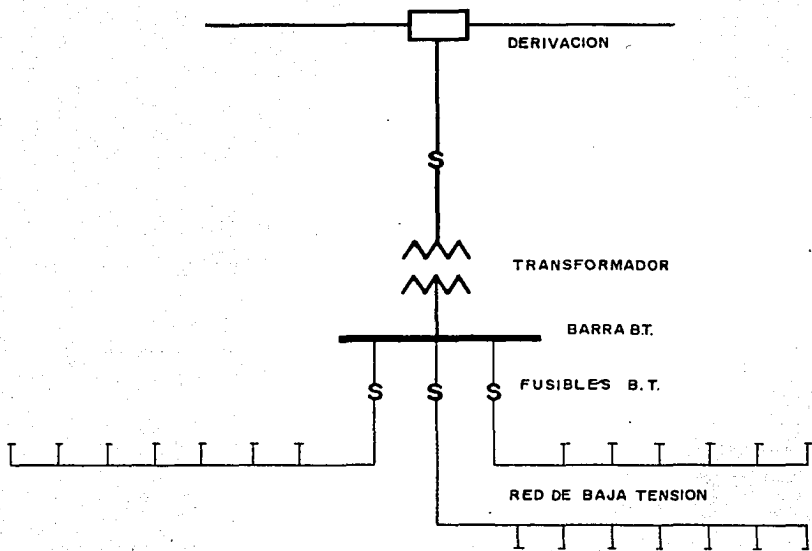 DERIVACION
S
TRANSFORMADOR
BARRA B.T.
S S S FUSIBLES B.T.
RED DE BAJA TENSION